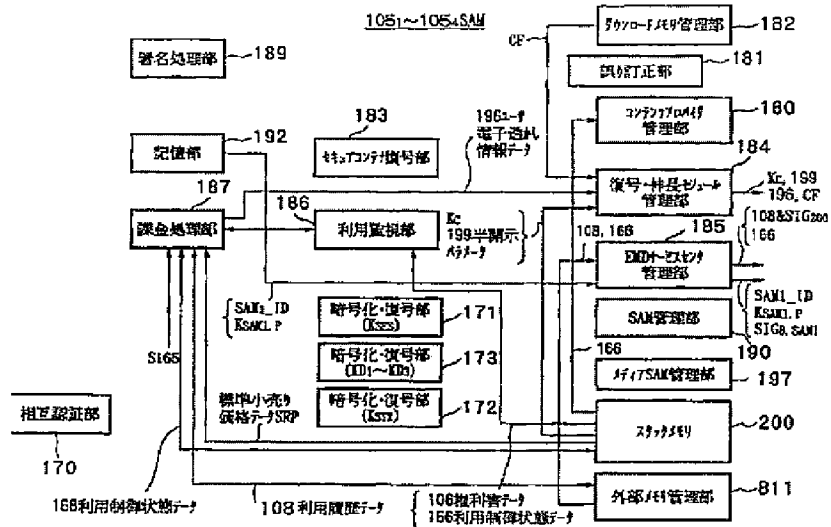 105₁~105₄SAM
CF
ダウンロードメモリ管理部
182
署名処理部
189
誤り訂正部
181
192
記憶部
183
セキュアコンテナ復号部
196ユーザ
電子透かし
情報データ
コンテンツプロバイダ
管理部
180
184
187
課金処理部
186
利用監視部
Kc
199半開示
パラメータ
復号・伸長モジュール
管理部
Kc, 199
196, CF
108, 166
185
EMDサービスセンタ
管理部
108&SIG₂₀₀
166
SAM₁_ID
K_SAM1,P
S165
暗号化・復号部
(K_SES)
171
SAM管理部
190
SAM1_ID
K_SAM1,P
SIG₈,SAM1
暗号化・復号部
(KD₁~KD₃)
173
166
メディアSAM管理部
197
標準小売り
価格データSRP
暗号化・復号部
(K_STR)
172
相互認証部
170
スタックメモリ
200
166利用制御状態データ
108利用履歴データ
106権利書データ
166利用制御状態データ
外部メモリ管理部
811